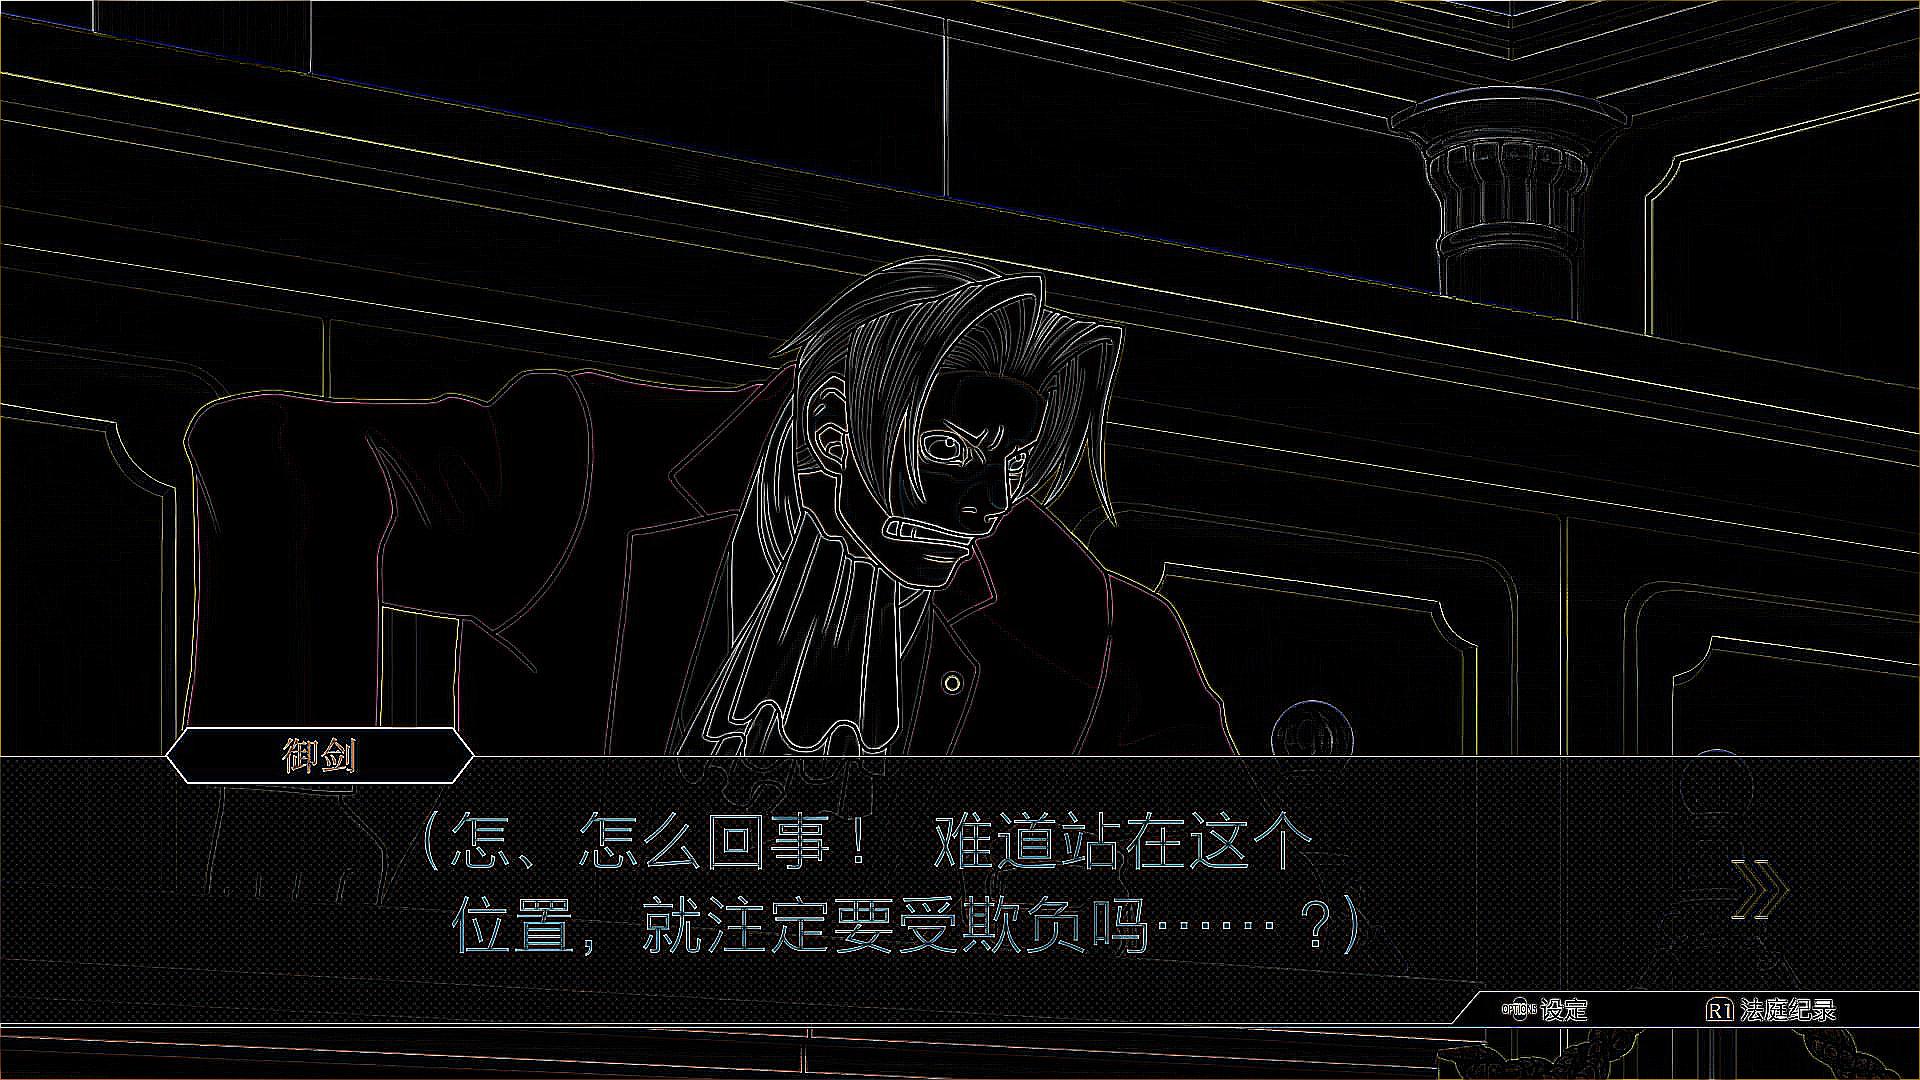 御剑
（怎、怎么回事！　难道站在这个
位置，就注定要受欺负吗……？）
OPTIONS 设定
R1 法庭纪录